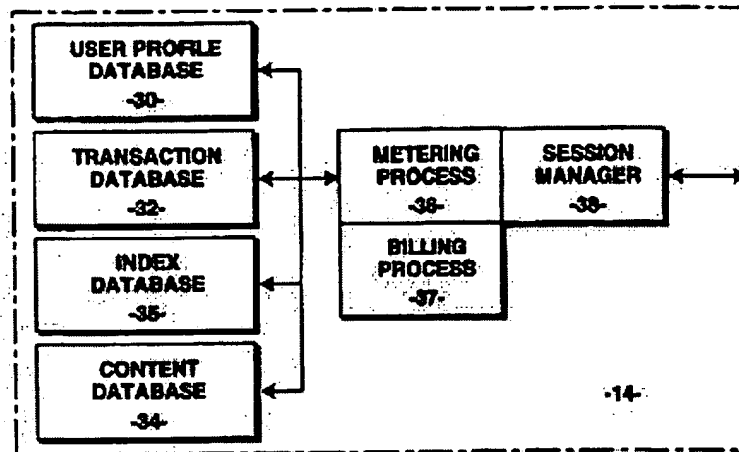 USER PROFILE
DATABASE
-30-
TRANSACTION
DATABASE
-32-
INDEX
DATABASE
-35-
CONTENT
DATABASE
-34-
METERING
PROCESS
-36-
SESSION
MANAGER
-38-
BILLING
PROCESS
-37-
-14-